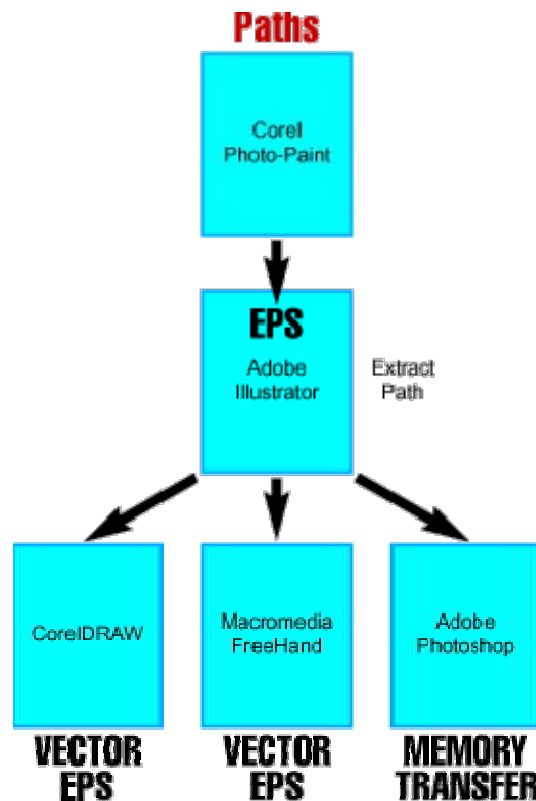 Paths
Corel
Photo-Paint
EPS
Adobe
Illustrator
Extract
Path
CorelDRAW
Macromedia
FreeHand
Adobe
Photoshop
VECTOR
EPS
VECTOR
EPS
MEMORY
TRANSFER